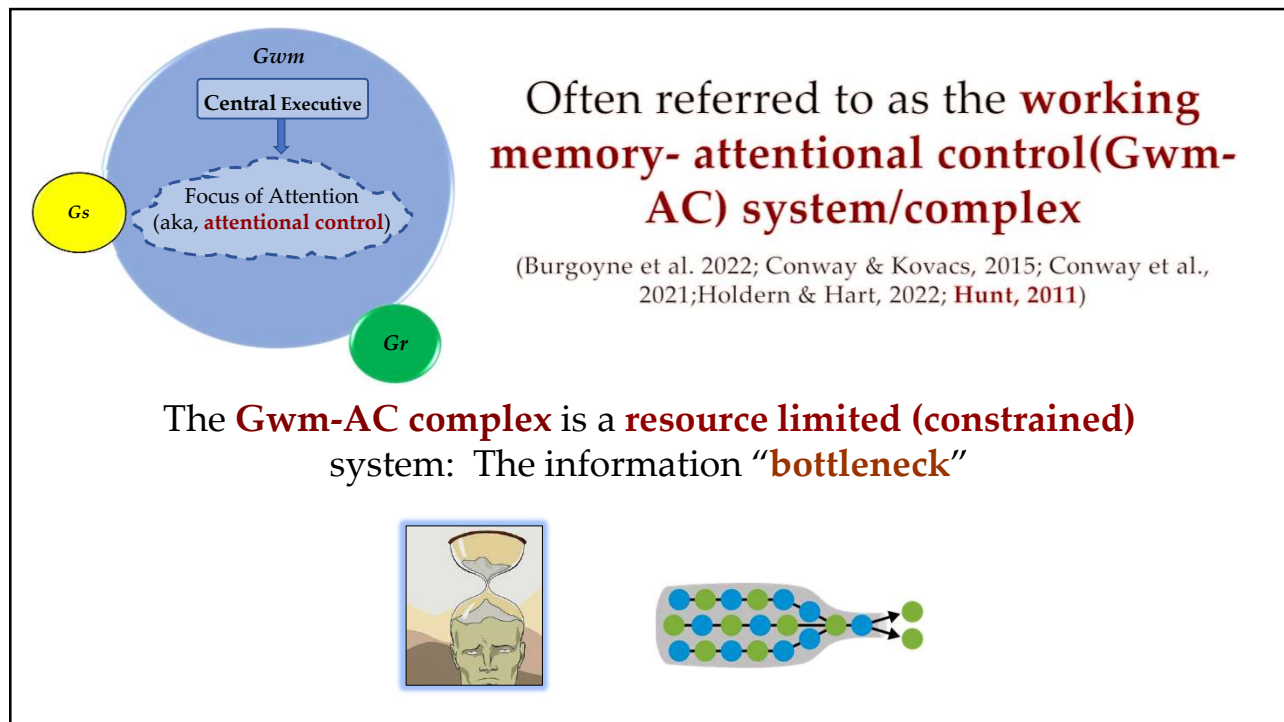 Gwm
Central Executive
Focus of Attention
(aka, attentional control)
Gs
Gr
Often referred to as the working
memory- attentional control(Gwm-
AC) system/complex
(Burgoyne et al. 2022; Conway & Kovacs, 2015; Conway et al.,
2021;Holdern & Hart, 2022; Hunt, 2011)
The Gwm-AC complex is a resource limited (constrained)
system: The information “bottleneck”